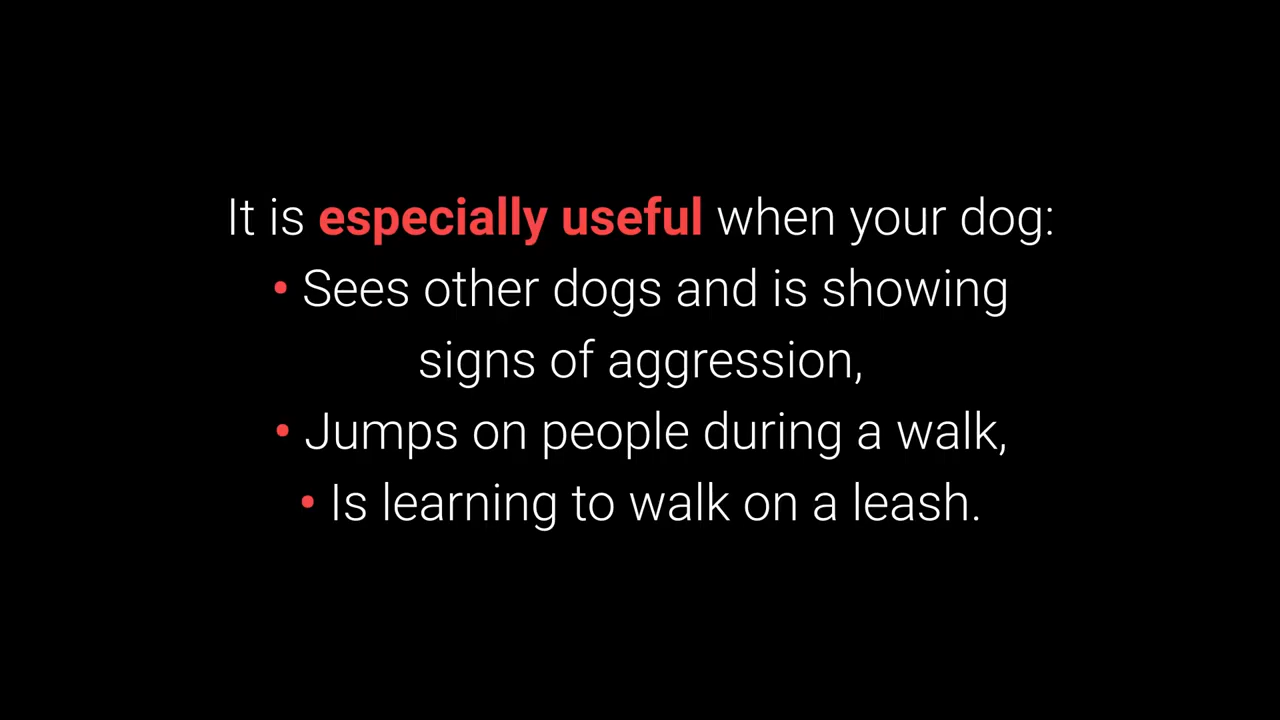 It is especially useful when your dog:
• Sees other dogs and is showing
signs of aggression,
• Jumps on people during a walk,
• Is learning to walk on a leash.